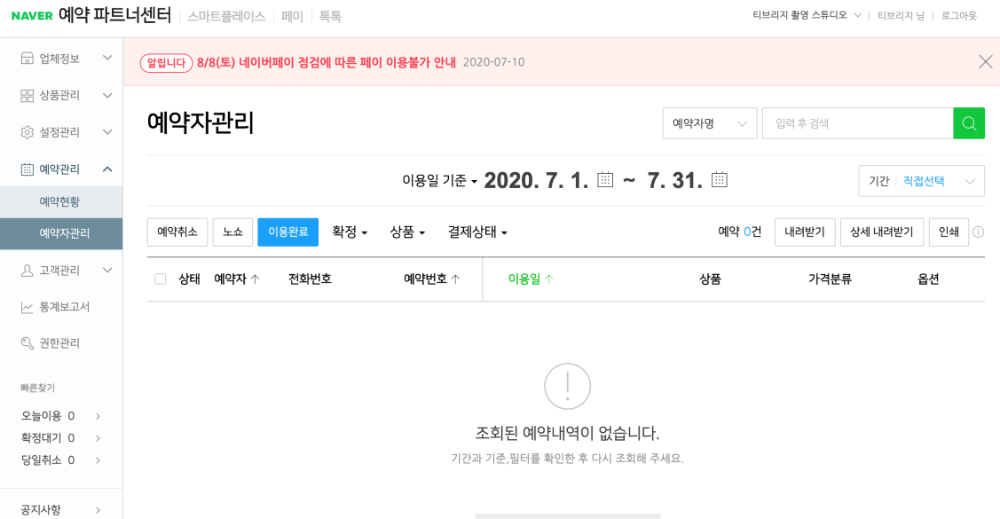 NAVER 예약 파트너센터 스마트플레이스 페이 톡톡 티브리지 촬영 스튜디오 티브리지 님 로그아웃
업체정보
상품관리
설정관리
예약관리
예약현황
예약자관리
고객관리
통계보고서
권한관리
빠른찾기
오늘이용 0
확정대기 0
당일취소 0
공지사항
알립니다 8/8(토) 네이버페이 점검에 따른 페이 이용불가 안내 2020-07-10
예약자관리 예약자명 입력 후 검색
이용일 기준 2020. 7. 1. ~ 7. 31. 기간 직접선택
예약취소 노쇼 이용완료 확정 상품 결제상태 예약 0건 내려받기 상세 내려받기 인쇄
상태 예약자 ↑ 전화번호 예약번호 ↑ 이용일 ↑ 상품 가격분류 옵션
조회된 예약내역이 없습니다.
기간과 기준,필터를 확인한 후 다시 조회해 주세요.